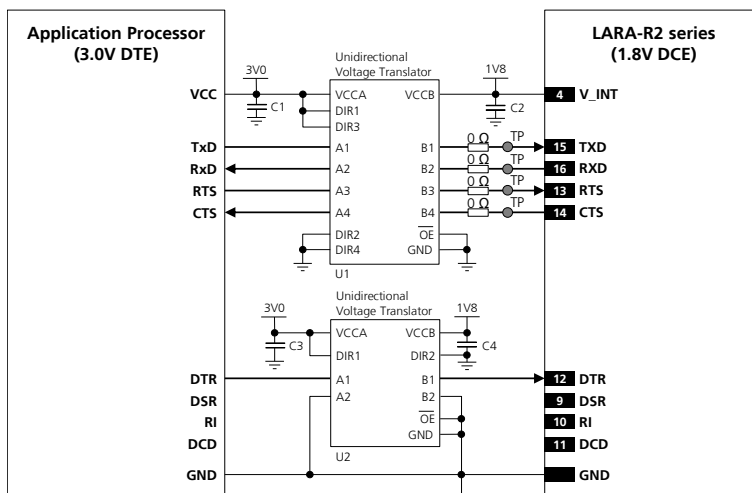 Application Processor
(3.0V DTE)
LARA-R2 series
(1.8V DCE)
Unidirectional
Voltage Translator
3V0
1V8
VCC
VCCA
VCCB
4
V_INT
C1
DIR1
C2
DIR3
0 Ω
TP
TxD
A1
B1
15
TXD
0 Ω
TP
RxD
A2
B2
16
RXD
0 Ω
TP
RTS
A3
B3
13
RTS
0 Ω
TP
CTS
A4
B4
14
CTS
DIR2
OE
DIR4
GND
U1
Unidirectional
Voltage Translator
3V0
1V8
VCCA
VCCB
C3
DIR1
DIR2
C4
DTR
A1
B1
12
DTR
A2
B2
DSR
9
DSR
RI
OE
10
RI
GND
DCD
11
DCD
U2
GND
GND